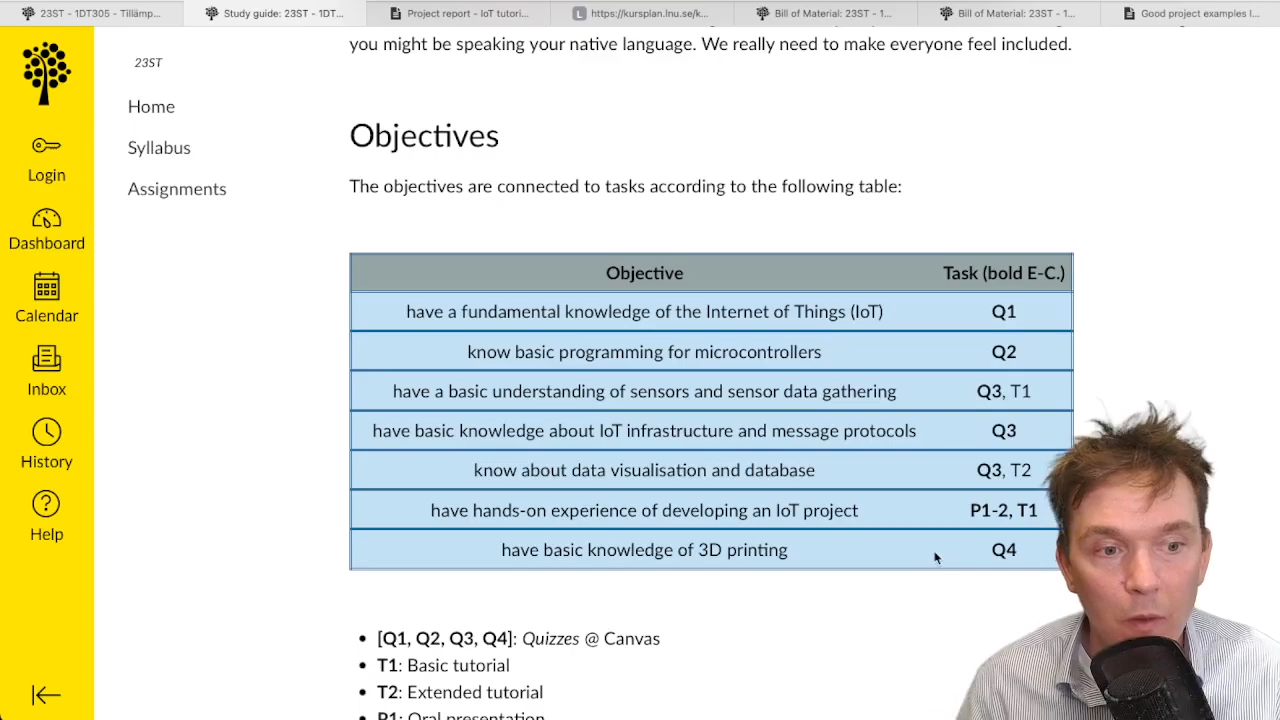 23ST - 1DT305 - Tillämp...
Study guide: 23ST - 1DT...
Project report - IoT tutori...
L https://kursplan.lnu.se/k...
Bill of Material: 23ST - 1...
Bill of Material: 23ST - 1...
Good project examples I...
you might be speaking your native language. We really need to make everyone feel included.
23ST
Home
Syllabus
Assignments
Login
Dashboard
Calendar
Inbox
History
Help
Objectives
The objectives are connected to tasks according to the following table:
Objective Task (bold E-C.)
have a fundamental knowledge of the Internet of Things (IoT) Q1
know basic programming for microcontrollers Q2
have a basic understanding of sensors and sensor data gathering Q3, T1
have basic knowledge about IoT infrastructure and message protocols Q3
know about data visualisation and database Q3, T2
have hands-on experience of developing an IoT project P1-2, T1
have basic knowledge of 3D printing Q4
• [Q1, Q2, Q3, Q4]: Quizzes @ Canvas
• T1: Basic tutorial
• T2: Extended tutorial
• P1: Oral presentation